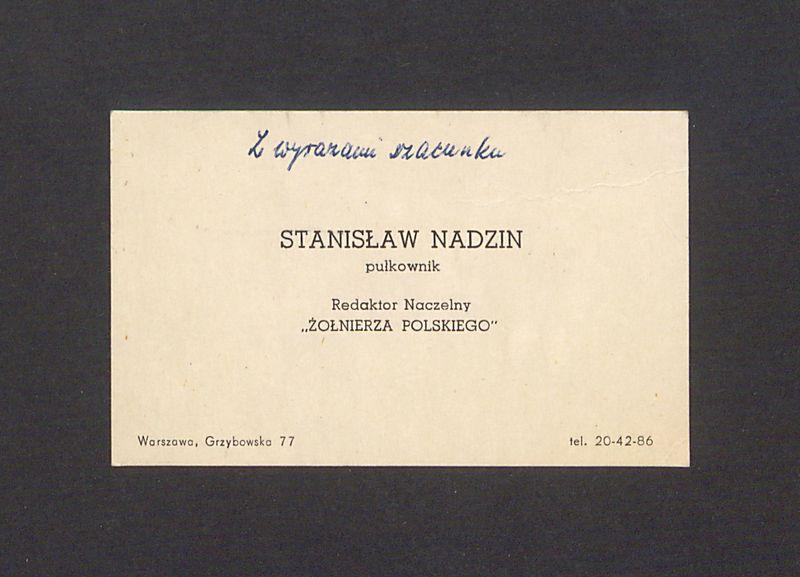 Z wyrazami szacunku
STANISŁAW NADZIN
pułkownik
Redaktor Naczelny
„ŻOŁNIERZA POLSKIEGO"
Warszawa, Grzybowska 77
tel. 20-42-86